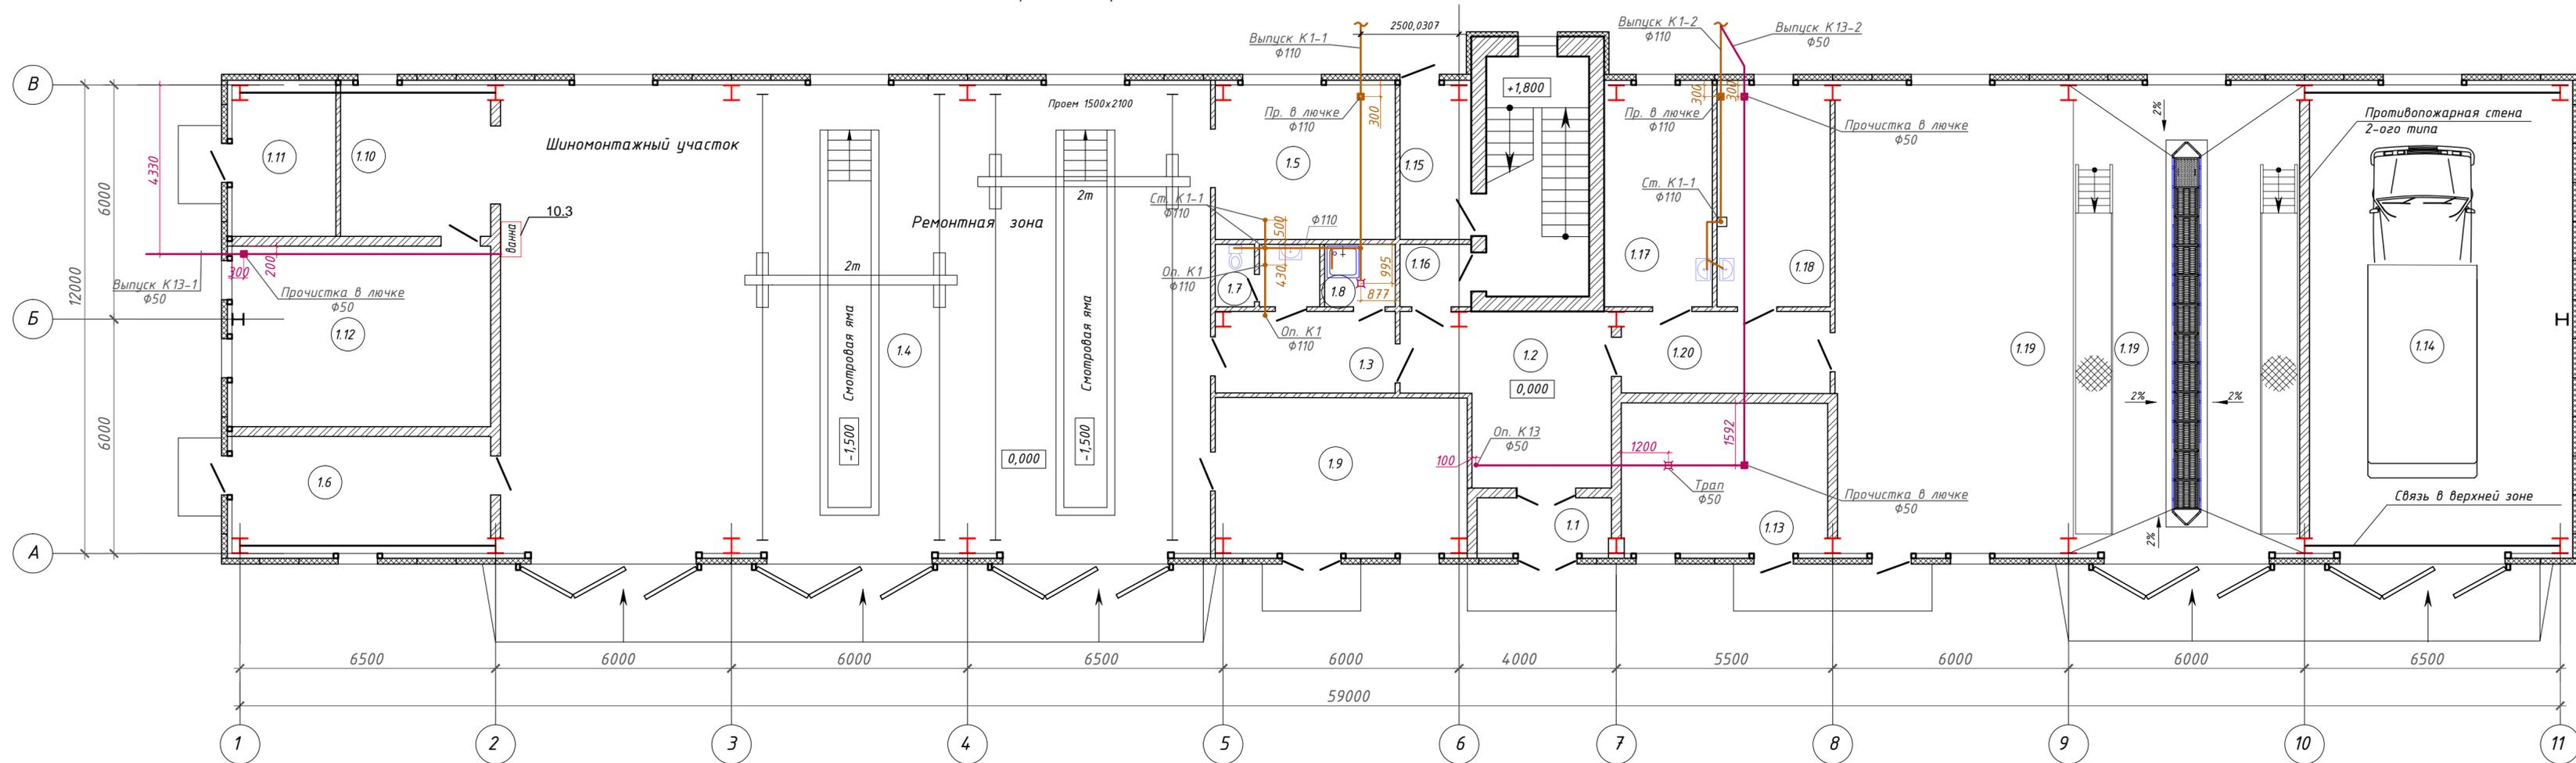 2500,0307
Выпуск К1-1
Ф110
Выпуск К1-2
Ф110
Выпуск К13-2
Ф50
В
+1,800
Проем 1500х2100
Пр. в лючке
Ф110
300
Пр. в лючке
Ф110
300
300
Прочистка в лючке
Ф50
2%
Противопожарная стена
2-ого типа
1.11
1.10
Шиномонтажный участок
1.5
1.15
4330
6000
2т
Ст. К1-1
Ф110
Ст. К1-1
Ф110
10.3
ванна
Ремонтная зона
500
Ф110
1.17
1.18
200
300
2т
Оп. К1
Ф110
430
995
1.16
1.7
1.8
877
12000
Выпуск К13-1
Ф50
Прочистка в лючке
Ф50
Б
1.12
Смотровая яма
Смотровая яма
Оп. К1
Ф110
1.4
1.3
1.2
1.20
1.19
1.19
1.14
0,000
2%
2%
6000
-1,500
-1,500
1592
0,000
1.9
100
Оп. К13
Ф50
1200
1.6
Трап
Ф50
Прочистка в лючке
Ф50
Связь в верхней зоне
1.1
1.13
2%
А
6500
6000
6000
6500
6000
4000
5500
6000
6000
6500
59000
1
2
3
4
5
6
7
8
9
10
11